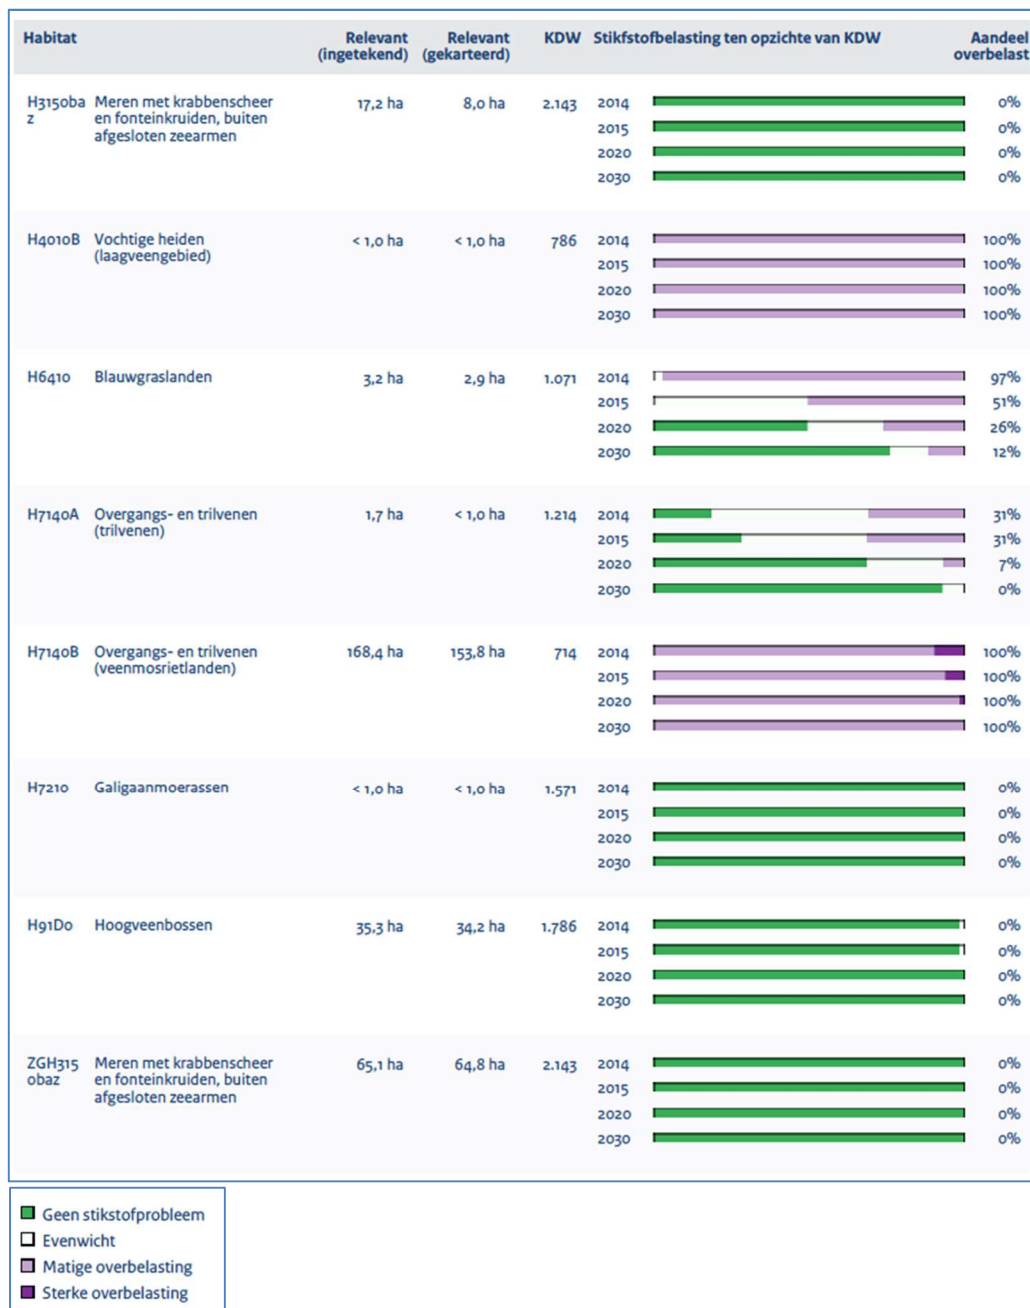 Habitat Relevant Relevant KDW Stikfstofbelasting ten opzichte van KDW Aandeel
(ingetekend) (gekarteerd) overbelast
H3150ba Meren met krabbenscheer 17,2 ha 8,0 ha 2.143 2014 0%
z en fonteinkruiden, buiten 2015 0%
afgesloten zeearmen 2020 0%
2030 0%
H4010B Vochtige heiden < 1,0 ha < 1,0 ha 786 2014 100%
(laagveengebied) 2015 100%
2020 100%
2030 100%
H6410 Blauwgraslanden 3,2 ha 2,9 ha 1.071 2014 97%
2015 51%
2020 26%
2030 12%
H7140A Overgangs- en trilvenen 1,7 ha < 1,0 ha 1.214 2014 31%
(trilvenen) 2015 31%
2020 7%
2030 0%
H7140B Overgangs- en trilvenen 168,4 ha 153,8 ha 714 2014 100%
(veenmosrietlanden) 2015 100%
2020 100%
2030 100%
H7210 Galigaanmoerassen < 1,0 ha < 1,0 ha 1.571 2014 0%
2015 0%
2020 0%
2030 0%
H91D0 Hoogveenbossen 35,3 ha 34,2 ha 1.786 2014 0%
2015 0%
2020 0%
2030 0%
ZGH315 Meren met krabbenscheer 65,1 ha 64,8 ha 2.143 2014 0%
0baz en fonteinkruiden, buiten 2015 0%
afgesloten zeearmen 2020 0%
2030 0%
Geen stikstofprobleem
Evenwicht
Matige overbelasting
Sterke overbelasting